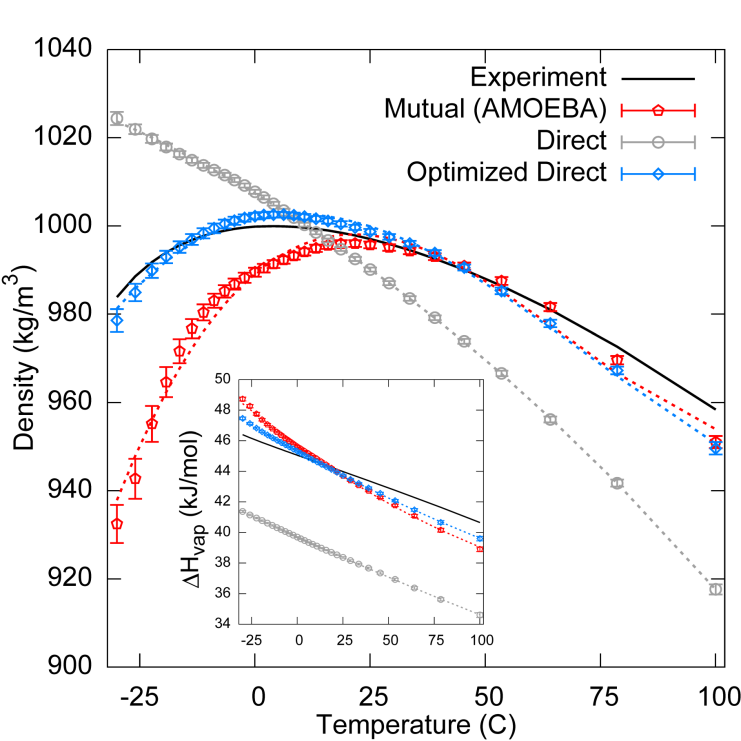 1040
1020
1000
980
960
940
920
900
Density (kg/m3)
Experiment
Mutual (AMOEBA)
Direct
Optimized Direct
50
48
46
44
42
40
38
36
34
ΔHvap (kJ/mol)
-25 0 25 50 75 100
-25 0 25 50 75 100
Temperature (C)